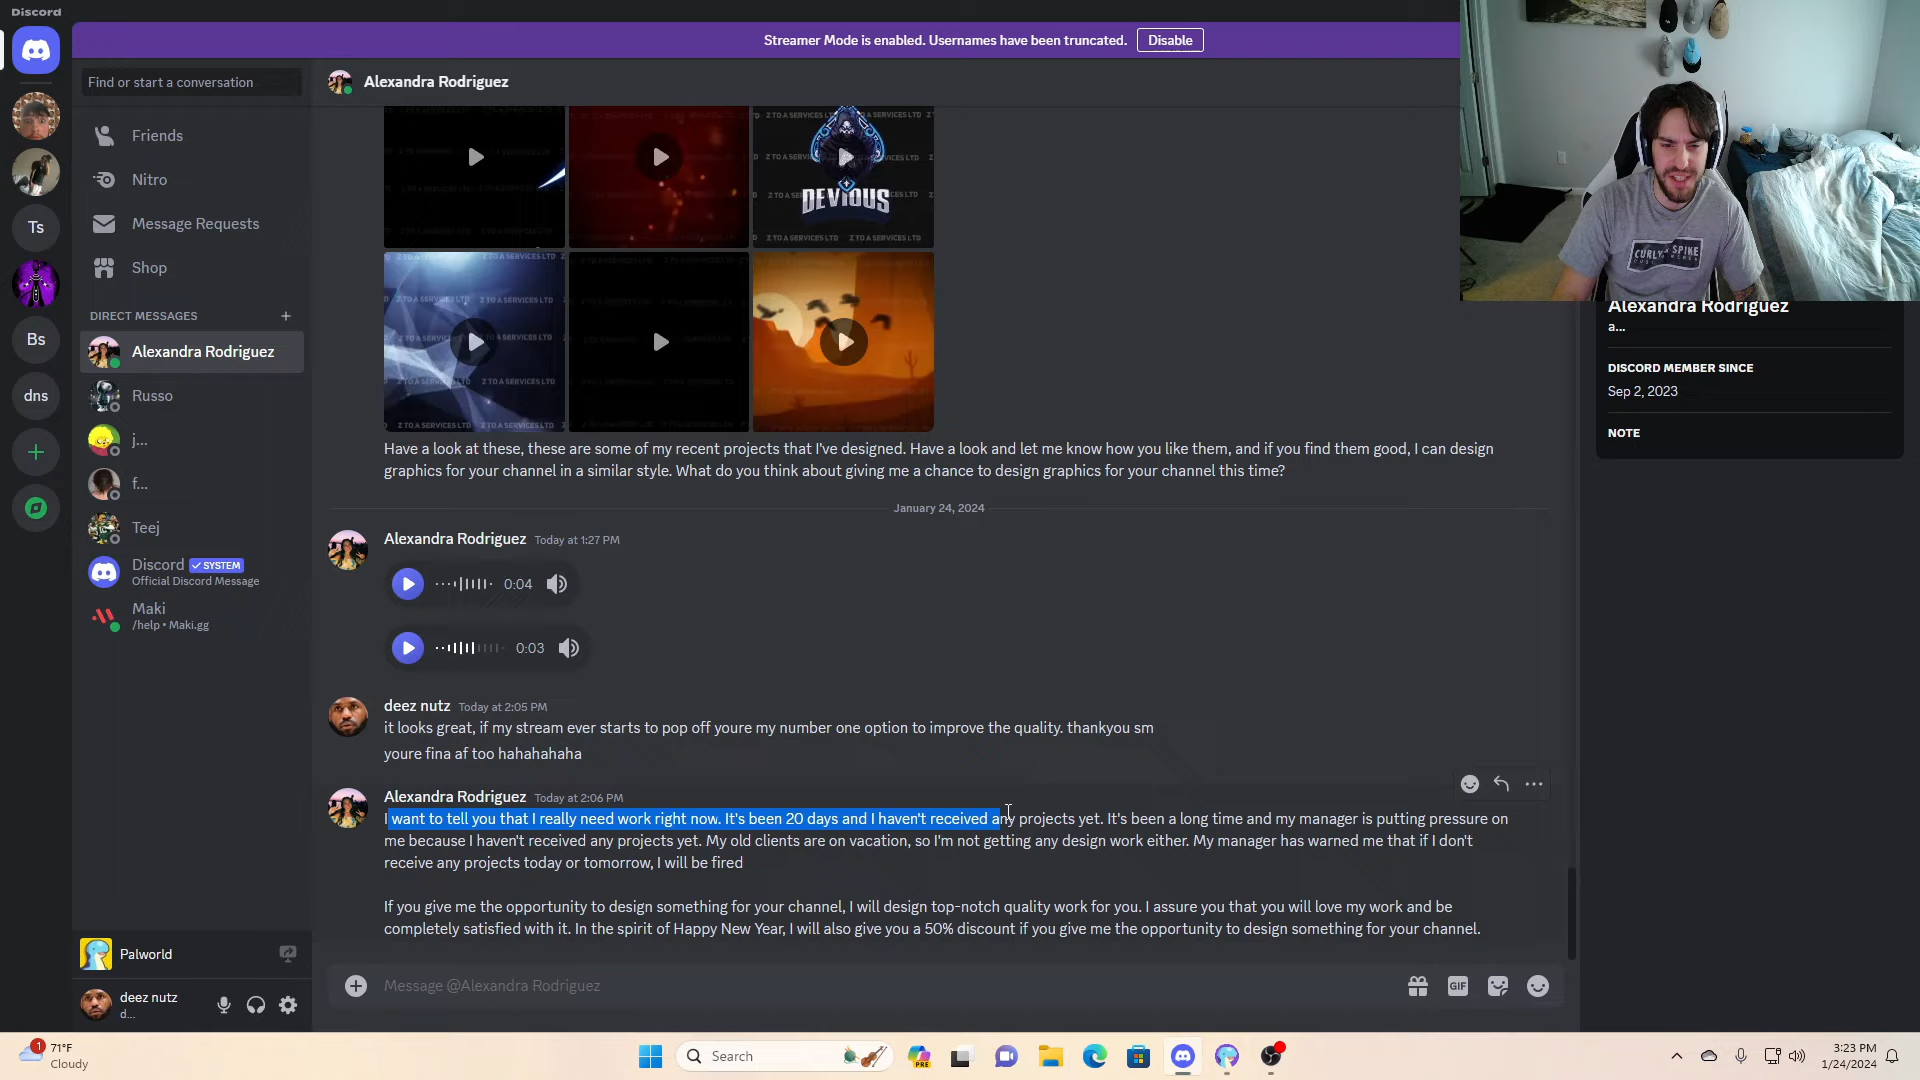 Discord
Streamer Mode is enabled. Usernames have been truncated.
Disable
Find or start a conversation
Alexandra Rodriguez
Friends
Nitro
Message Requests
Shop
DIRECT MESSAGES
Alexandra Rodriguez
Russo
j...
f...
Teej
Discord
SYSTEM
Official Discord Message
Maki
/help • Maki.gg
Ts
Bs
dns
Z TO A SERVICES LTD
DEVIOUS
Have a look at these, these are some of my recent projects that I've designed. Have a look and let me know how you like them, and if you find them good, I can design
graphics for your channel in a similar style. What do you think about giving me a chance to design graphics for your channel this time?
January 24, 2024
Alexandra Rodriguez Today at 1:27 PM
0:04
0:03
deez nutz Today at 2:05 PM
it looks great, if my stream ever starts to pop off youre my number one option to improve the quality. thankyou sm
youre fina af too hahahahaha
Alexandra Rodriguez Today at 2:06 PM
I want to tell you that I really need work right now. It's been 20 days and I haven't received any projects yet. It's been a long time and my manager is putting pressure on
me because I haven't received any projects yet. My old clients are on vacation, so I'm not getting any design work either. My manager has warned me that if I don't
receive any projects today or tomorrow, I will be fired
If you give me the opportunity to design something for your channel, I will design top-notch quality work for you. I assure you that you will love my work and be
completely satisfied with it. In the spirit of Happy New Year, I will also give you a 50% discount if you give me the opportunity to design something for your channel.
Message @Alexandra Rodriguez
GIF
CURLY SPIKE
Alexandra Rodriguez
a...
DISCORD MEMBER SINCE
Sep 2, 2023
NOTE
Palworld
deez nutz
d...
1
71°F
Cloudy
Search
PRE
3:23 PM
1/24/2024